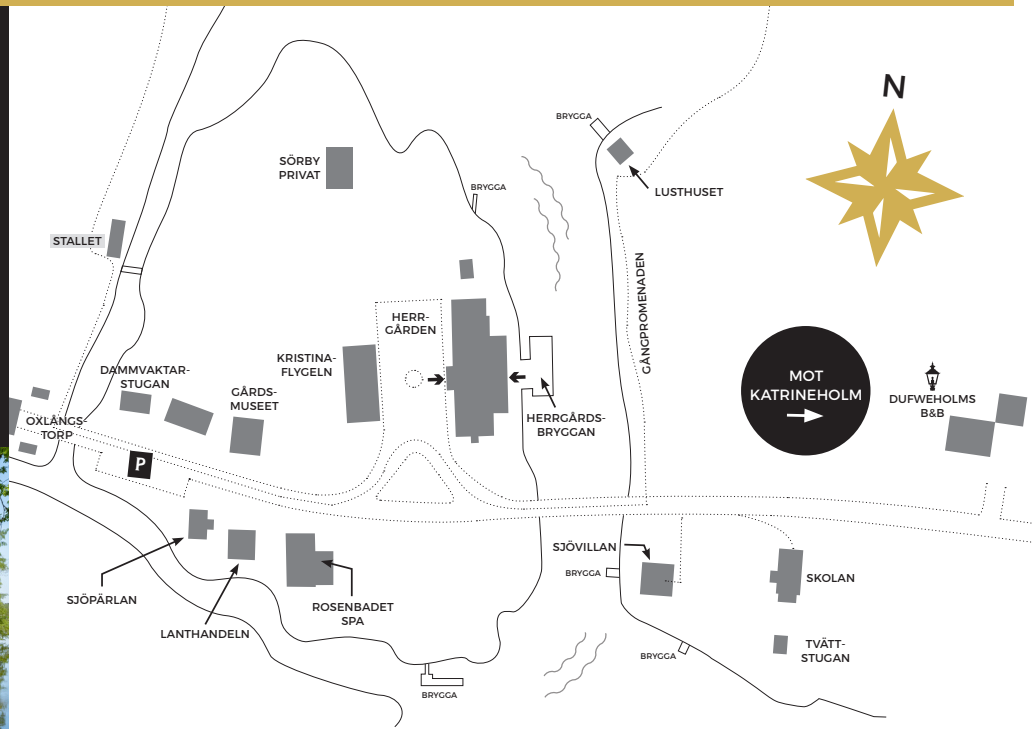 N
BRYGGA
SÖRBY
PRIVAT
BRYGGA
LUSTHUSET
STALLET
GÅNGPROMENADEN
HERR-
GÅRDEN
KRISTINA-
FLYGELN
DAMMVAKTAR-
STUGAN
GÅRDS-
MUSEET
MOT
KATRINEHOLM
DUFWEHOLMS
B&B
OXLÄNGS-
TORP
HERRGÅRDS-
BRYGGAN
P
SJÖVILLAN
BRYGGA
SKOLAN
SJÖPÄRLAN
ROSENBADET
SPA
LANTHANDELN
TVÄTT-
STUGAN
BRYGGA
BRYGGA